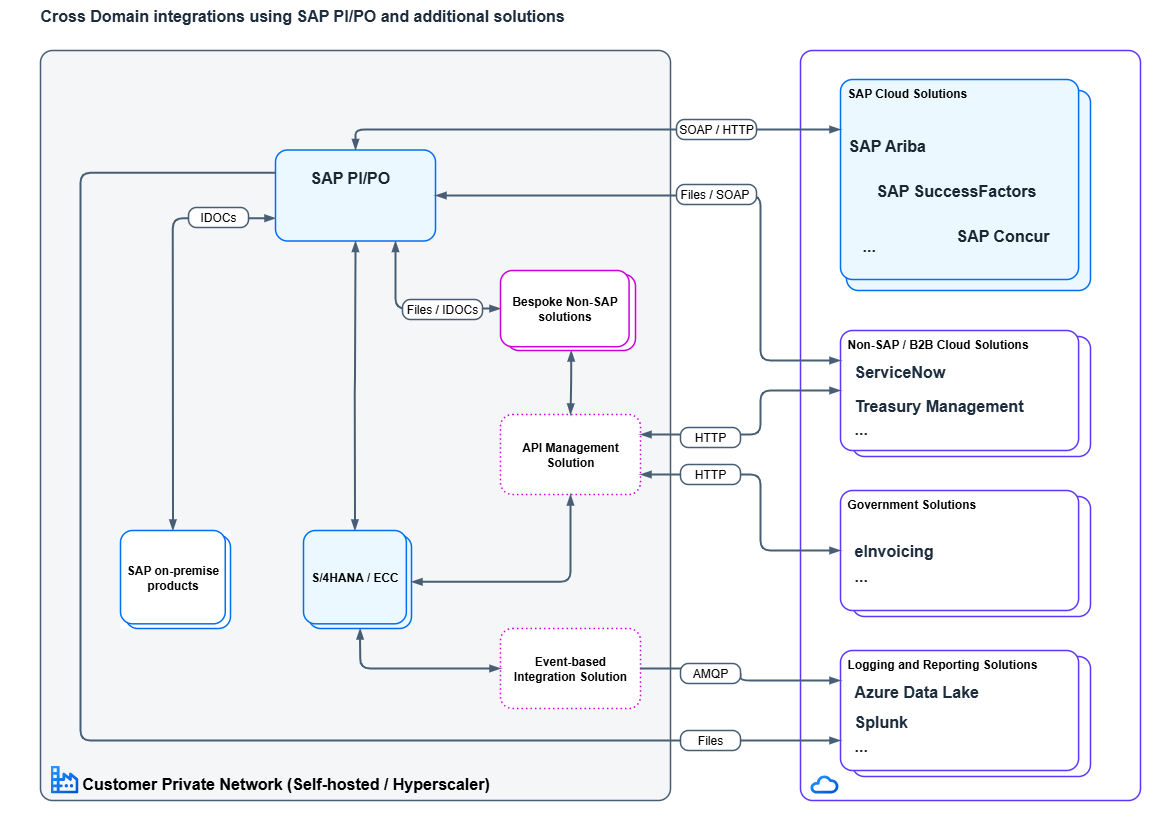 Cross Domain integrations using SAP PI/PO and additional solutions
SAP Cloud Solutions
SOAP / HTTP
SAP Ariba
SAP PI/PO
SAP SuccessFactors
Files / SOAP
IDOCs
SAP Concur
...
Bespoke Non-SAP
solutions
Files / IDOCs
Non-SAP / B2B Cloud Solutions
ServiceNow
Treasury Management
...
API Management
Solution
HTTP
HTTP
Government Solutions
eInvoicing
...
SAP on-premise
products
S/4HANA / ECC
Event-based
Integration Solution
AMQP
Logging and Reporting Solutions
Azure Data Lake
Splunk
...
Files
Customer Private Network (Self-hosted / Hyperscaler)